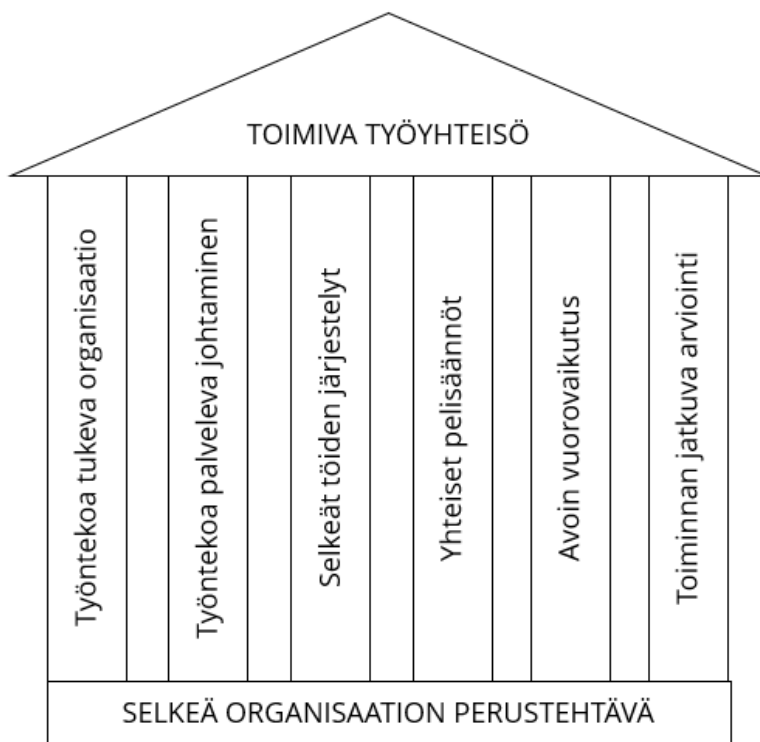 TOIMIVA TYÖYHTEISÖ
Työntekoa tukeva organisaatio
Työntekoa palveleva johtaminen
Selkeät töiden järjestelyt
Yhteiset pelisäännöt
Avoin vuorovaikutus
Toiminnan jatkuva arviointi
SELKEÄ ORGANISAATION PERUSTEHTÄVÄ